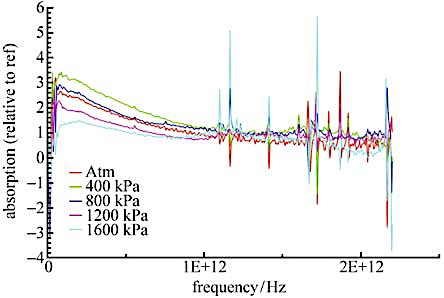 absorption (relative to ref)
6
5
4
3
2
1
0
−1
−2
−3
−4
Atm
400 kPa
800 kPa
1200 kPa
1600 kPa
0
1E+12
2E+12
frequency/Hz